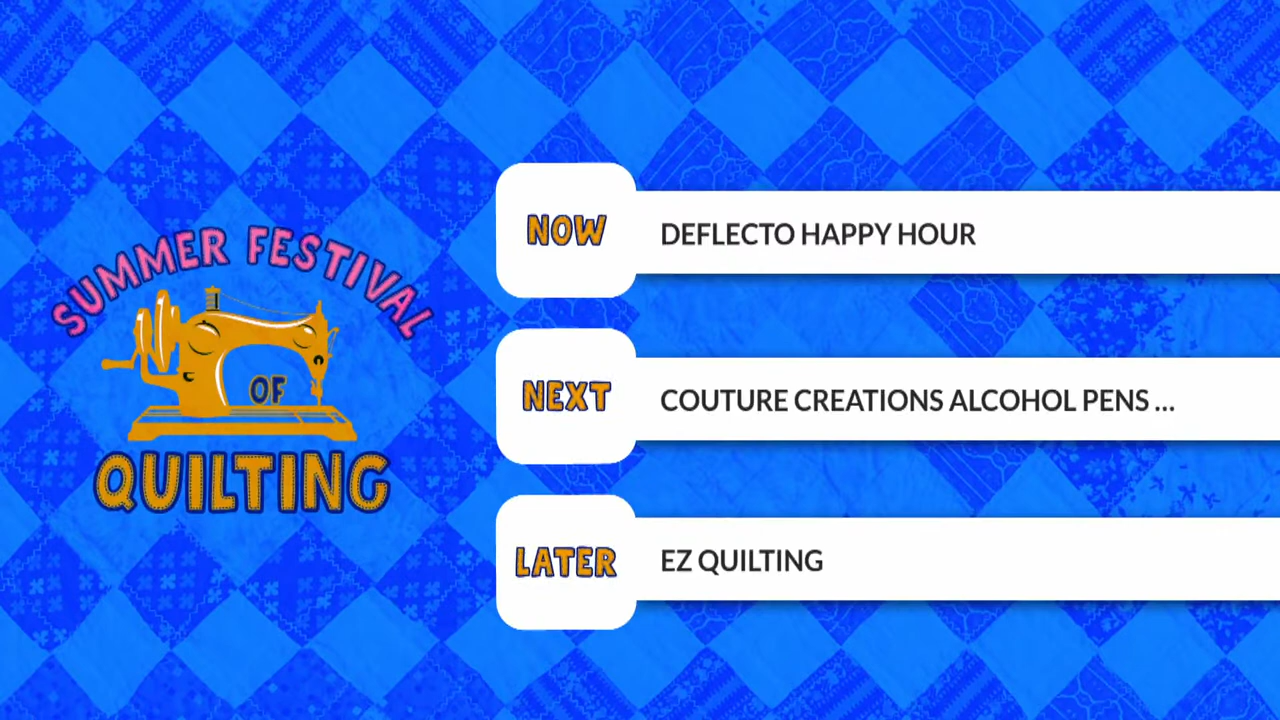 SUMMER FESTIVAL
OF
QUILTING
NOW
DEFLECTO HAPPY HOUR
NEXT
COUTURE CREATIONS ALCOHOL PENS ...
LATER
EZ QUILTING